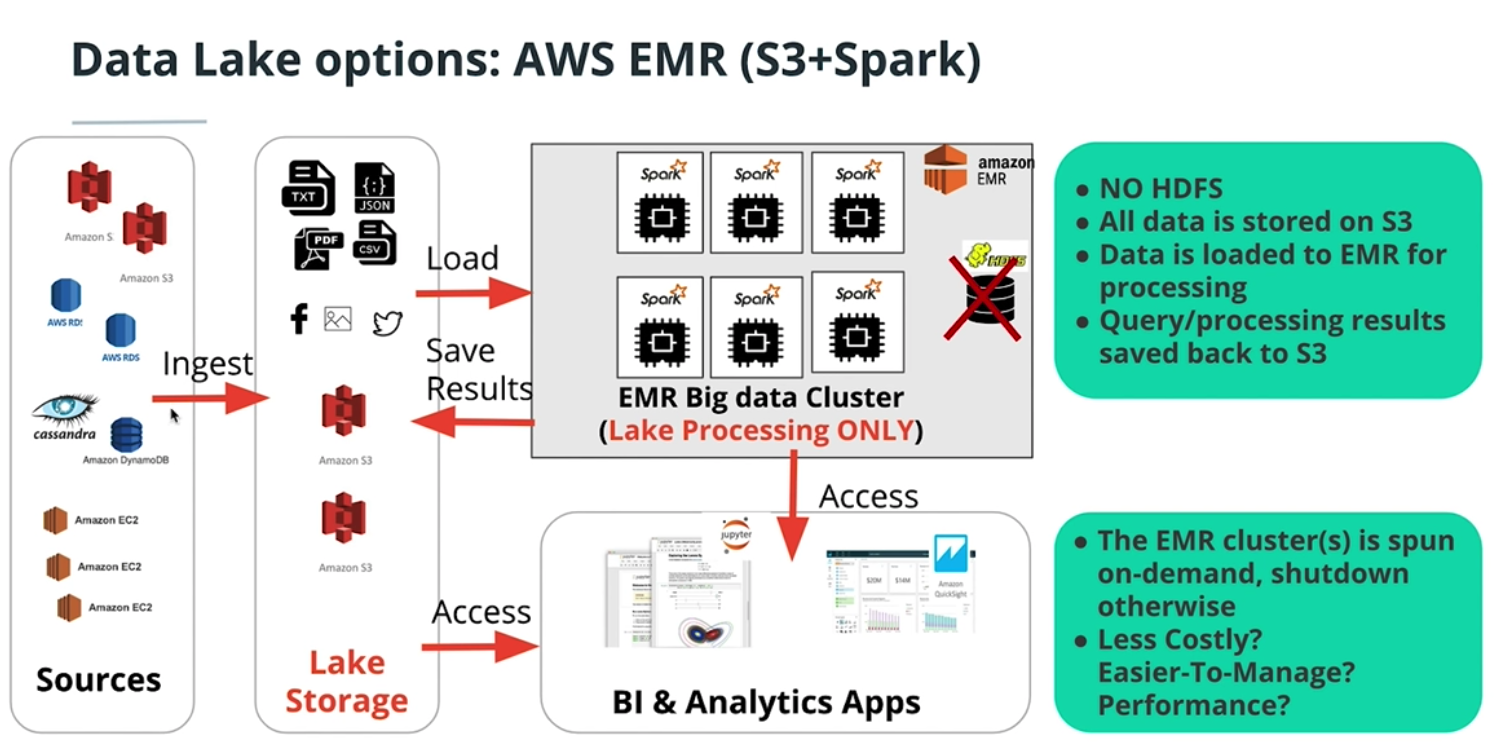 Data Lake options: AWS EMR (S3+Spark)
Amazon S
Amazon S3
AWS RDS
AWS RDS
cassandra
Amazon DynamoDB
Amazon EC2
Amazon EC2
Amazon EC2
Sources
Ingest
TXT
{;}
JSON
PDF
CSV
Amazon S3
Amazon S3
Lake
Storage
Load
Save
Results
Access
Spark
Spark
Spark
Spark
Spark
Spark
amazon
EMR
EMR Big data Cluster
(Lake Processing ONLY)
Access
jupyter
$20M
$14M
Amazon
QuickSight
BI & Analytics Apps
● NO HDFS
● All data is stored on S3
● Data is loaded to EMR for
processing
● Query/processing results
saved back to S3
● The EMR cluster(s) is spun
on-demand, shutdown
otherwise
● Less Costly?
Easier-To-Manage?
Performance?